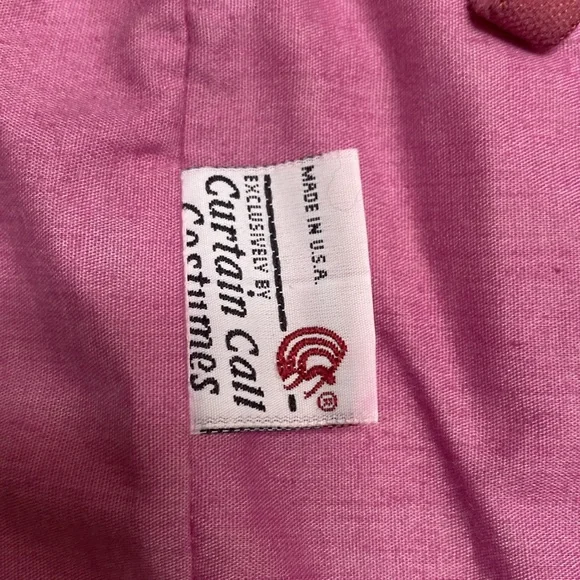 MADE IN U.S.A.
®
EXCLUSIVELY BY
Curtain Call
Costumes